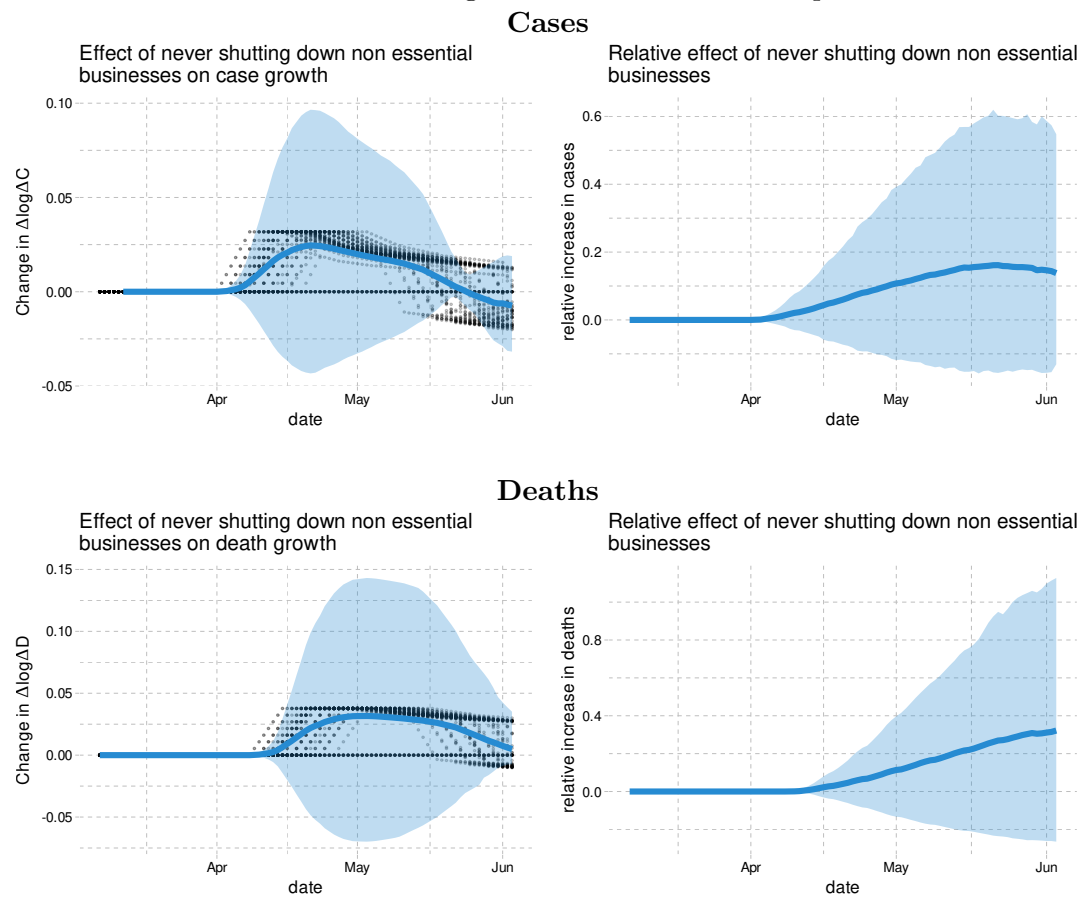 Cases
Effect of never shutting down non essential
businesses on case growth
0.10
0.05
0.00
-0.05
Change in ΔlogΔC
Apr
May
Jun
date
Relative effect of never shutting down non essential
businesses
0.6
0.4
0.2
0.0
relative increase in cases
Apr
May
Jun
date
Deaths
Effect of never shutting down non essential
businesses on death growth
0.15
0.10
0.05
0.00
-0.05
Change in ΔlogΔD
Apr
May
Jun
date
Relative effect of never shutting down non essential
businesses
0.8
0.4
0.0
relative increase in deaths
Apr
May
Jun
date